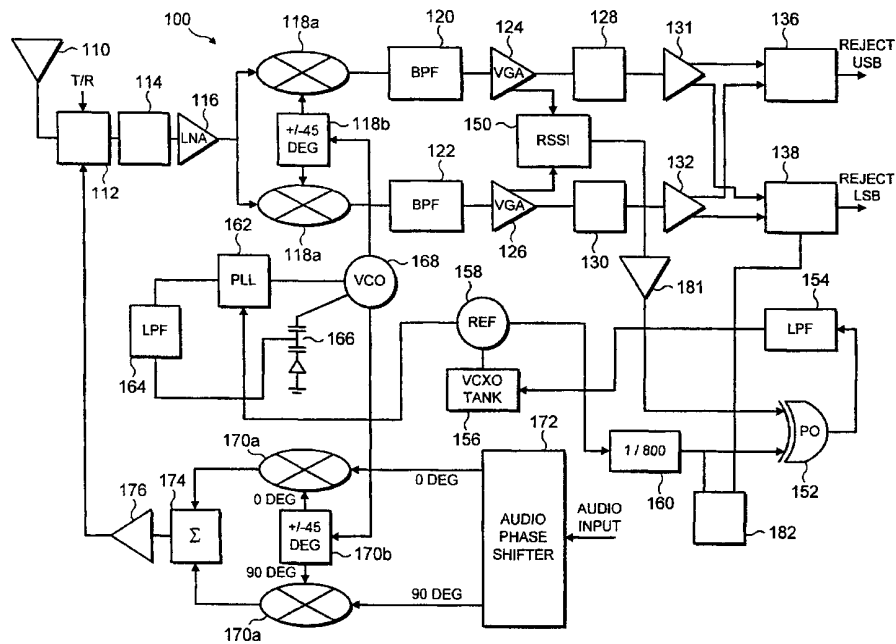 118a
120
124
128
131
136
110
100
T/R
114
116
LNA
BPF
VGA
REJECT
USB
+/-45
DEG
118b
150
RSSI
112
122
132
138
BPF
VGA
REJECT
LSB
118a
126
130
162
168
158
181
154
PLL
VCO
REF
LPF
LPF
164
166
VCXO
TANK
156
172
PO
152
170a
0 DEG
0 DEG
1 / 800
160
176
174
Σ
+/-45
DEG
170b
AUDIO
PHASE
SHIFTER
AUDIO
INPUT
182
90 DEG
90 DEG
170a